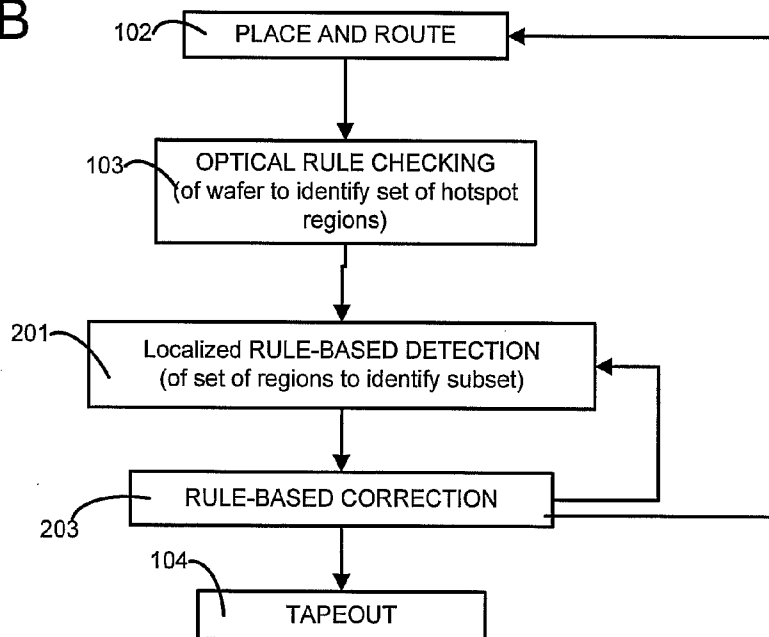 B
102
PLACE AND ROUTE
103
OPTICAL RULE CHECKING
(of wafer to identify set of hotspot
regions)
201
Localized RULE-BASED DETECTION
(of set of regions to identify subset)
RULE-BASED CORRECTION
203
104
TAPEOUT